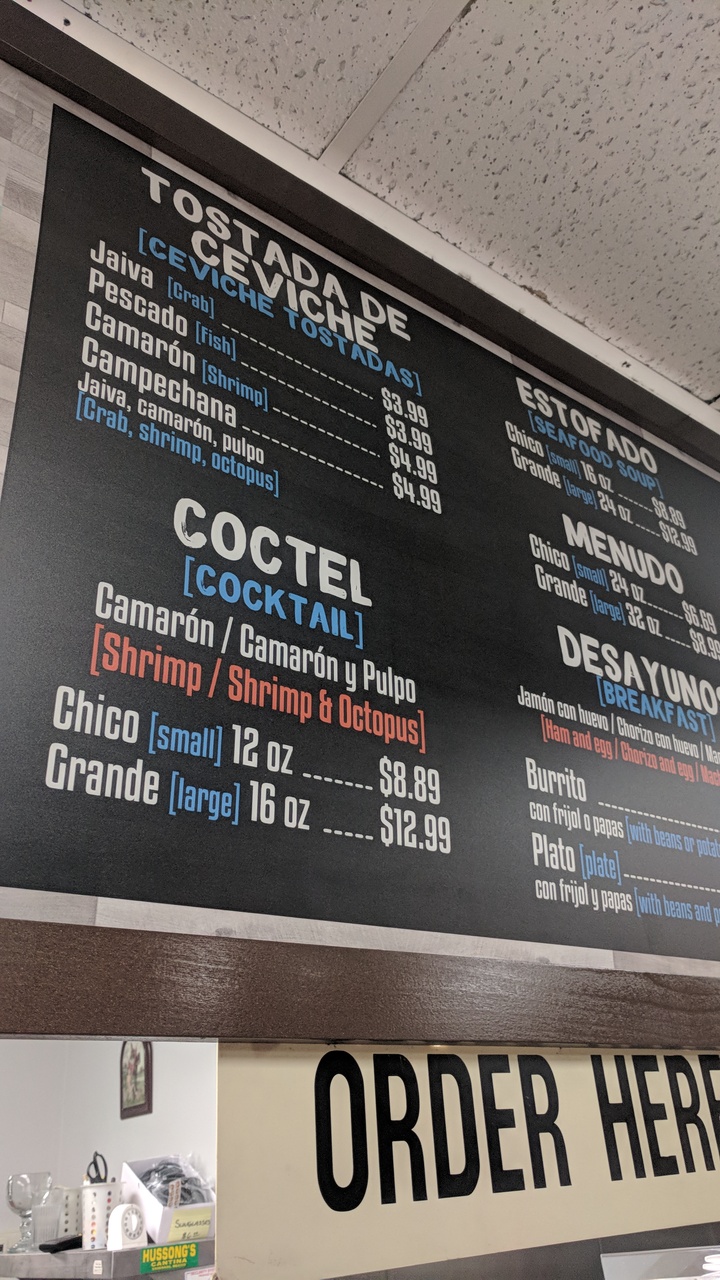 TOSTADA DE
CEVICHE
[CEVICHE TOSTADAS]
Jaiva [Crab] ---------------- $3.99
Pescado [Fish] ---------------- $3.99
Camarón [Shrimp] ------------ $4.99
Campechana ---------------- $4.99
Jaiva, camarón, pulpo
[Crab, shrimp, octopus]
COCTEL
[COCKTAIL]
Camarón / Camarón y Pulpo
[Shrimp / Shrimp & Octopus]
Chico [small] 12 oz ....... $8.89
Grande [large] 16 oz ..... $12.99
ESTOFADO
[SEAFOOD SOUP]
Chico [small] 16 oz ...... $8.89
Grande [large] 24 oz ..... $12.99
MENUDO
Chico [small] 24 oz ....... $6.69
Grande [large] 32 oz ..... $8.99
DESAYUNO
[BREAKFAST]
Jamón con huevo / Chorizo con huevo /
[Ham and egg / Chorizo and egg /
Burrito ----------------
con frijol o papas [with beans or
Plato [plate] ----------------
con frijol y papas [with beans and
ORDER HERE
SUNGLASSES
HUSSONG'S
CANTINA